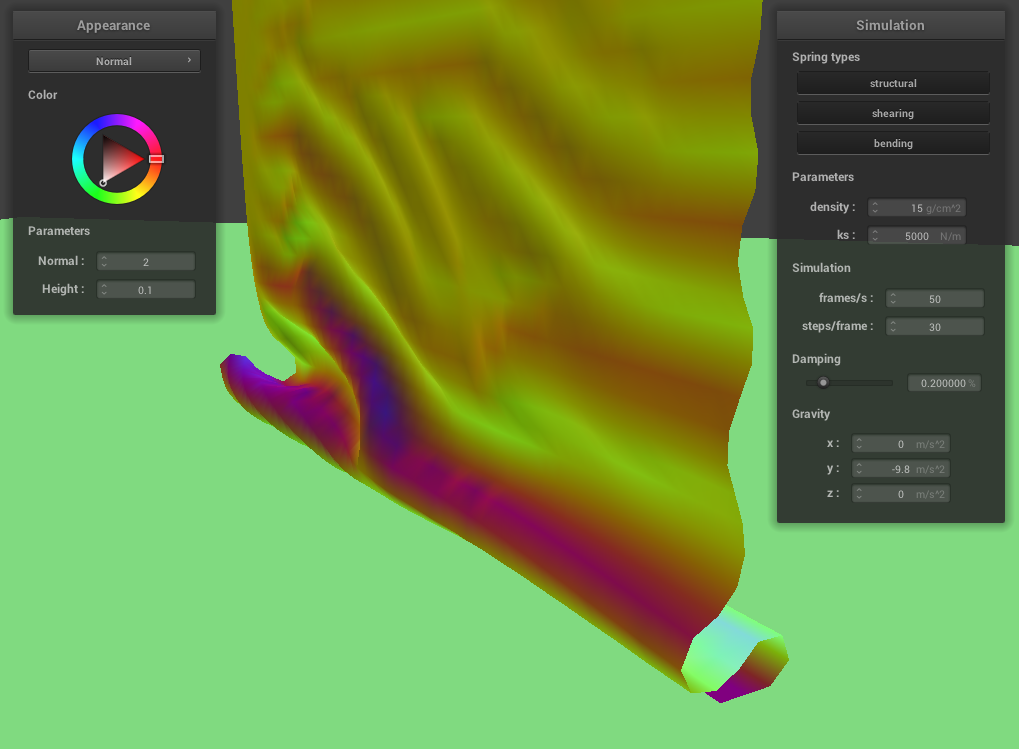 Appearance
Normal
Color
Parameters
Normal : 2
Height : 0.1
Simulation
Spring types
structural
shearing
bending
Parameters
density : 15 g/cm^2
ks : 5000 N/m
Simulation
frames/s : 50
steps/frame : 30
Damping
0.200000 %
Gravity
x : 0 m/s^2
y : -9.8 m/s^2
z : 0 m/s^2